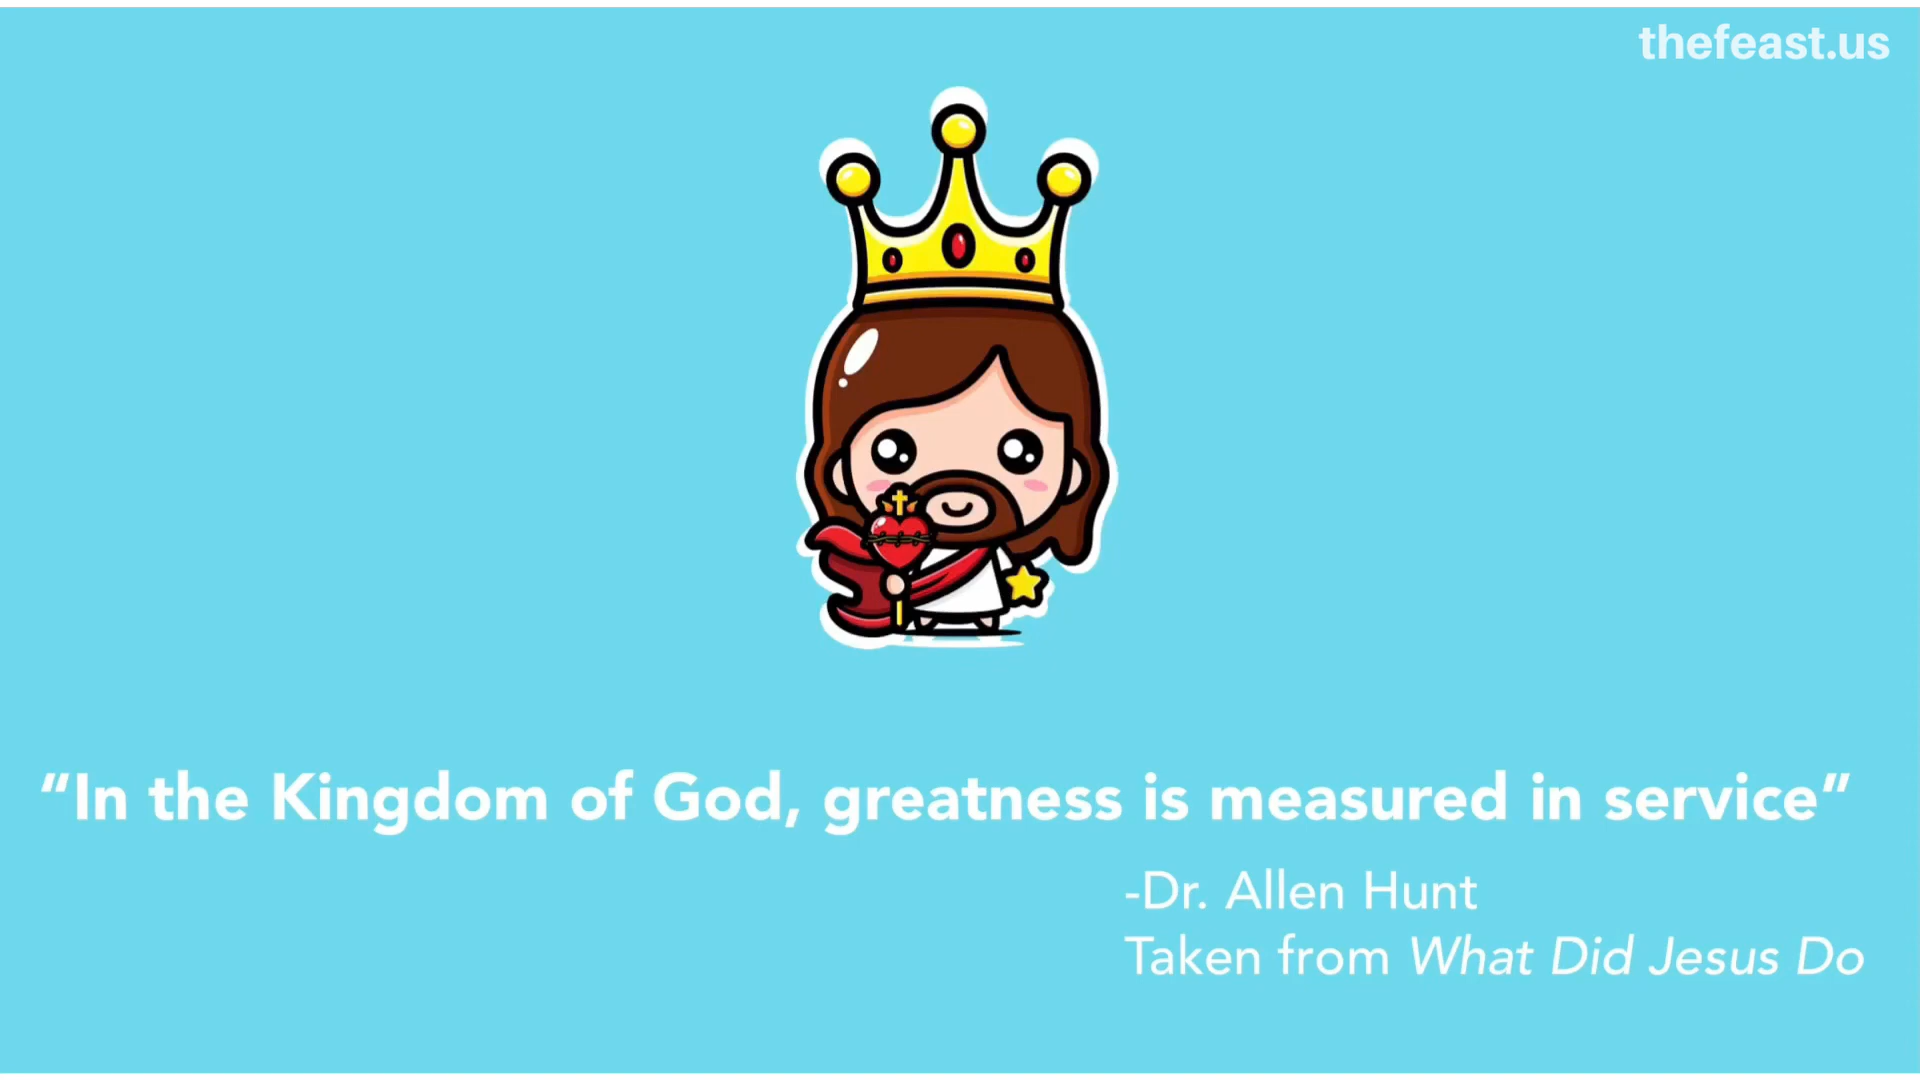 thefeast.us
“In the Kingdom of God, greatness is measured in service”
-Dr. Allen Hunt
Taken from What Did Jesus Do